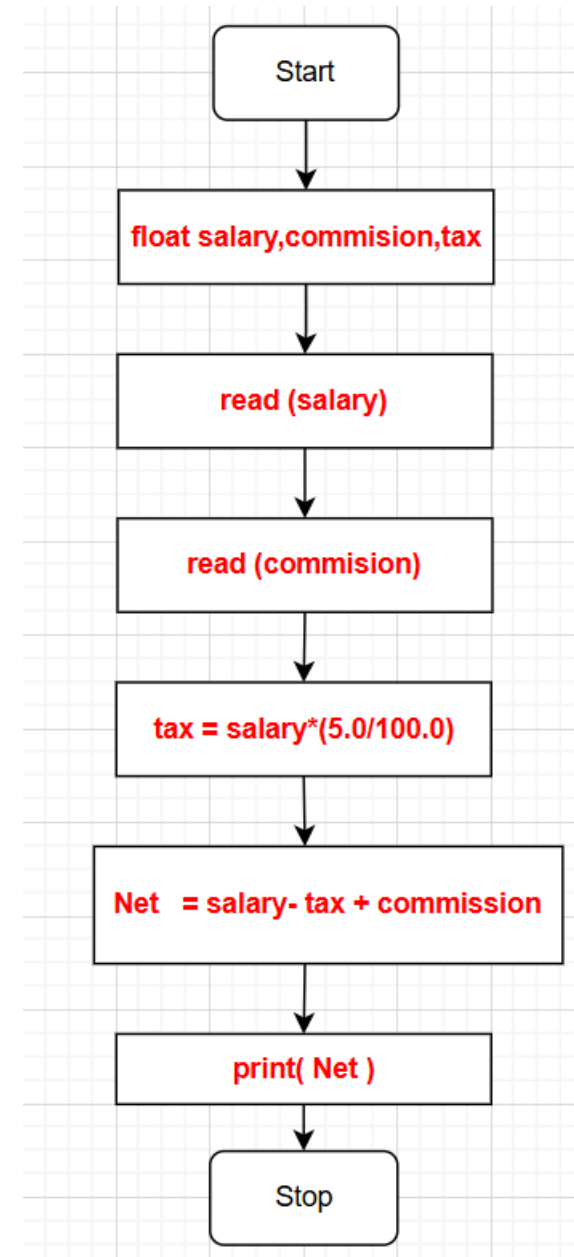 Start
float salary,commision,tax
read (salary)
read (commision)
tax = salary*(5.0/100.0)
Net   = salary- tax + commission
print( Net )
Stop